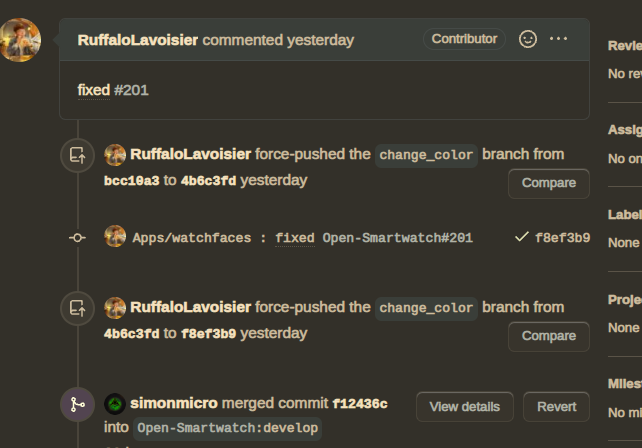 RuffaloLavoisier commented yesterday
Contributor
fixed #201
RuffaloLavoisier force-pushed the change_color branch from
bcc10a3 to 4b6c3fd yesterday
Compare
Apps/watchfaces : fixed Open-Smartwatch#201
f8ef3b9
RuffaloLavoisier force-pushed the change_color branch from
4b6c3fd to f8ef3b9 yesterday
Compare
simonmicro merged commit f12436c
into Open-Smartwatch:develop
View details
Revert
Revie
No re
Assig
No on
Label
None
Proje
None
Miles
No mi